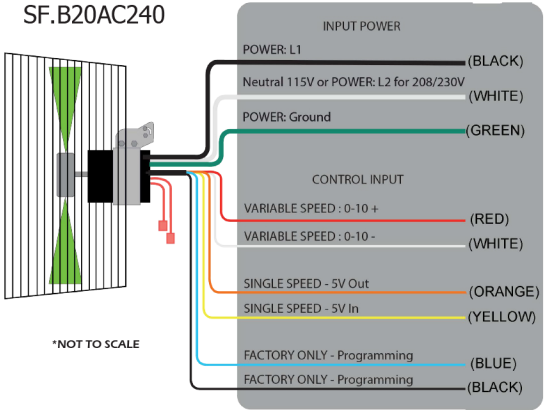 SF.B20AC240
INPUT POWER
POWER: L1
(BLACK)
Neutral 115V or POWER: L2 for 208/230V
(WHITE)
POWER: Ground
(GREEN)
CONTROL INPUT
VARIABLE SPEED : 0-10 +
(RED)
VARIABLE SPEED : 0-10 -
(WHITE)
SINGLE SPEED - 5V Out
(ORANGE)
SINGLE SPEED - 5V In
(YELLOW)
*NOT TO SCALE
FACTORY ONLY - Programming
(BLUE)
FACTORY ONLY - Programming
(BLACK)